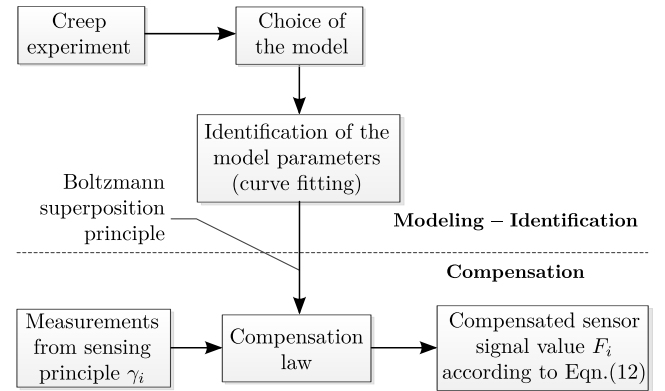 Creep
experiment
Choice of
the model
Identification of the
model parameters
(curve fitting)
Boltzmann
superposition
principle
Modeling – Identification
Compensation
Measurements
from sensing
principle γᵢ
Compensation
law
Compensated sensor
signal value Fᵢ
according to Eqn.(12)